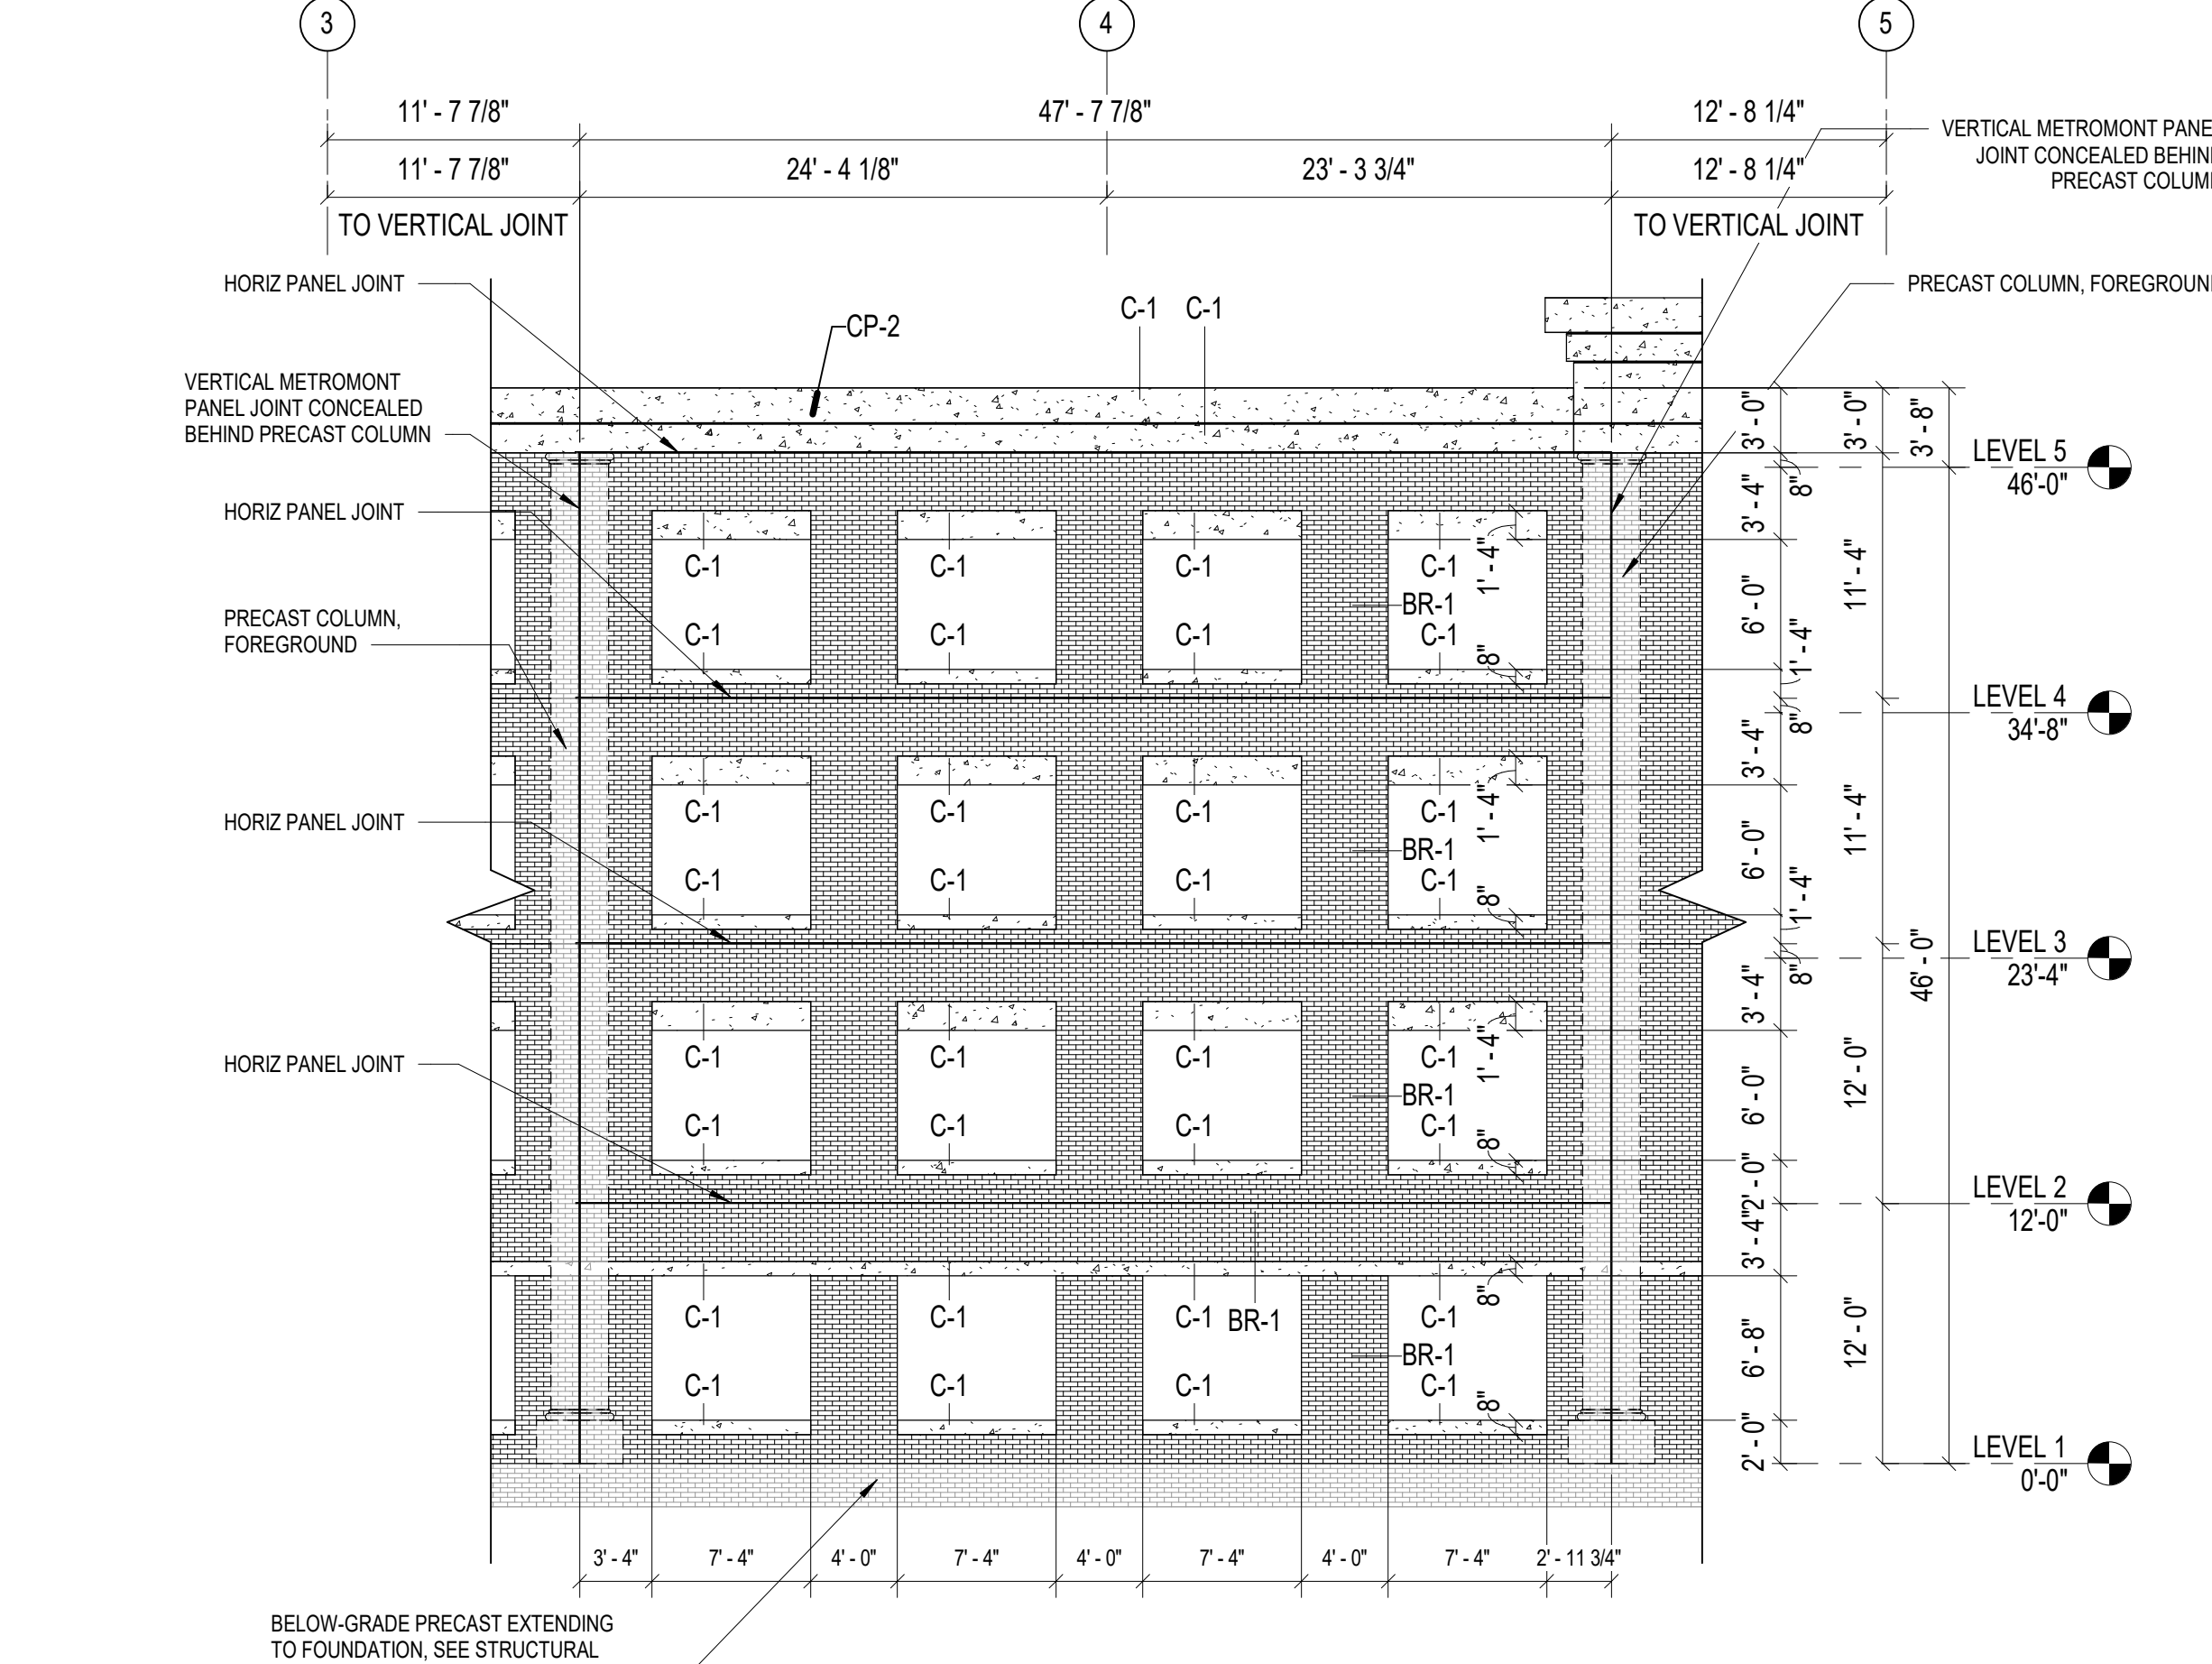 3
4
5
11' - 7 7/8"
47' - 7 7/8"
12' - 8 1/4"
11' - 7 7/8"
24' - 4 1/8"
23' - 3 3/4"
12' - 8 1/4"
TO VERTICAL JOINT
TO VERTICAL JOINT
VERTICAL METROMONT PANE
JOINT CONCEALED BEHIN
PRECAST COLUM
HORIZ PANEL JOINT
PRECAST COLUMN, FOREGROUN
CP-2
C-1
C-1
VERTICAL METROMONT
PANEL JOINT CONCEALED
BEHIND PRECAST COLUMN
3' - 0"
3' - 0"
3' - 8"
LEVEL 5
46'-0"
8"
HORIZ PANEL JOINT
3' - 4"
C-1
C-1
C-1
C-1
1' - 4"
BR-1
6' - 0"
11' - 4"
PRECAST COLUMN,
FOREGROUND
C-1
C-1
C-1
C-1
8"
1' - 4"
LEVEL 4
34'-8"
8"
3' - 4"
HORIZ PANEL JOINT
C-1
C-1
C-1
C-1
1' - 4"
BR-1
6' - 0"
11' - 4"
C-1
C-1
C-1
C-1
8"
1' - 4"
LEVEL 3
23'-4"
8"
46' - 0"
3' - 4"
HORIZ PANEL JOINT
C-1
C-1
C-1
C-1
1' - 4"
BR-1
6' - 0"
12' - 0"
C-1
C-1
C-1
C-1
8"
2' - 0"
LEVEL 2
12'-0"
3' - 4"
8"
C-1
C-1
C-1
BR-1
C-1
BR-1
6' - 8"
12' - 0"
C-1
C-1
C-1
C-1
8"
2' - 0"
LEVEL 1
0'-0"
3' - 4"
7' - 4"
4' - 0"
7' - 4"
4' - 0"
7' - 4"
4' - 0"
7' - 4"
2' - 11 3/4"
BELOW-GRADE PRECAST EXTENDING
TO FOUNDATION, SEE STRUCTURAL